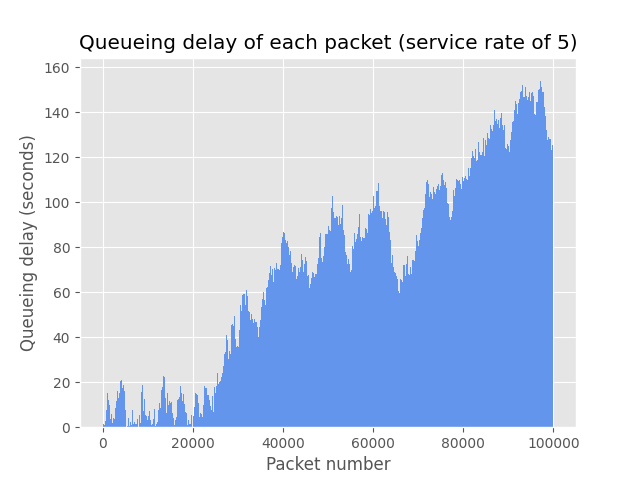 Queueing delay of each packet (service rate of 5)
160
140
120
100
80
60
40
20
0
Queueing delay (seconds)
0 20000 40000 60000 80000 100000
Packet number